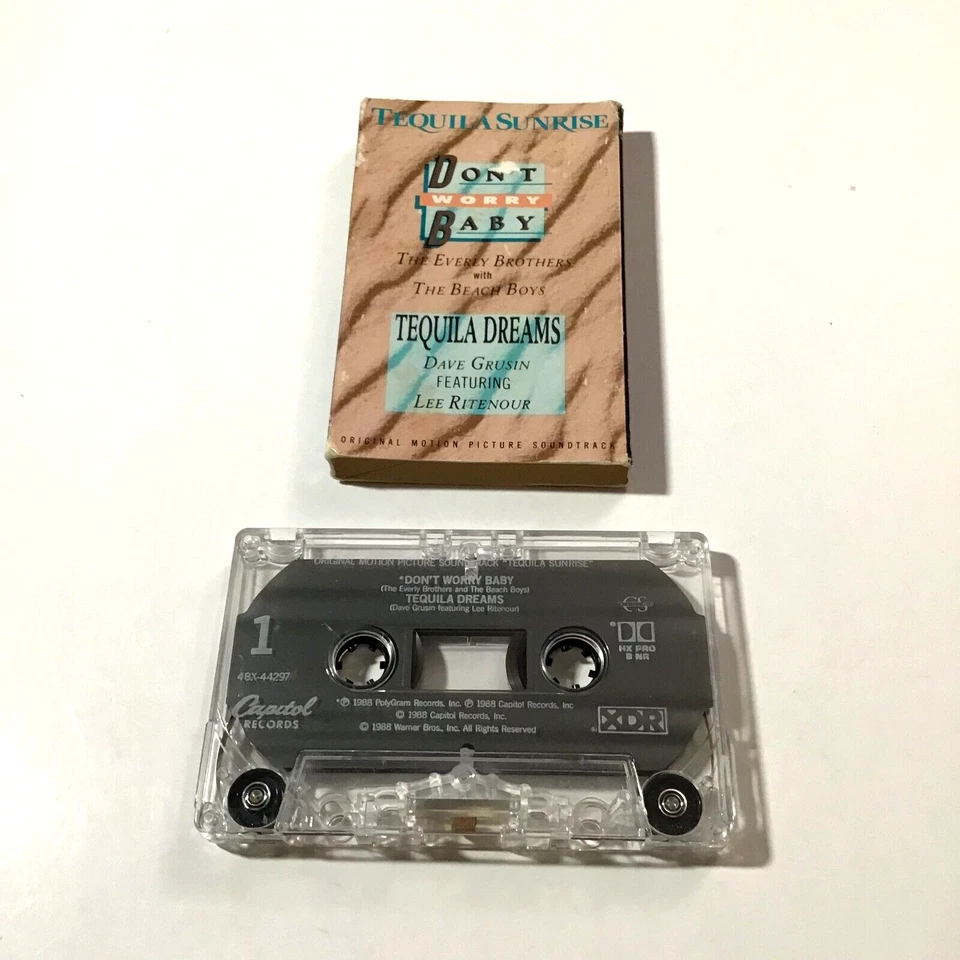 TEQUILA SUNRISE
DON'T
WORRY
BABY
THE EVERLY BROTHERS
with
THE BEACH BOYS
TEQUILA DREAMS
DAVE GRUSIN
FEATURING
LEE RITENOUR
ORIGINAL MOTION PICTURE SOUNDTRACK
ORIGINAL MOTION PICTURE SOUNDTRACK "TEQUILA SUNRISE"
*DON'T WORRY BABY
(The Everly Brothers and The Beach Boys)
TEQUILA DREAMS
(Dave Grusin featuring Lee Ritenour)
1
4BX-44297
Capitol
RECORDS
CS
HX PRO
B NR
*℗ 1988 PolyGram Records, Inc. ℗ 1988 Capitol Records, Inc
© 1988 Capitol Records, Inc.
© 1988 Warner Bros., Inc. All Rights Reserved
XDR